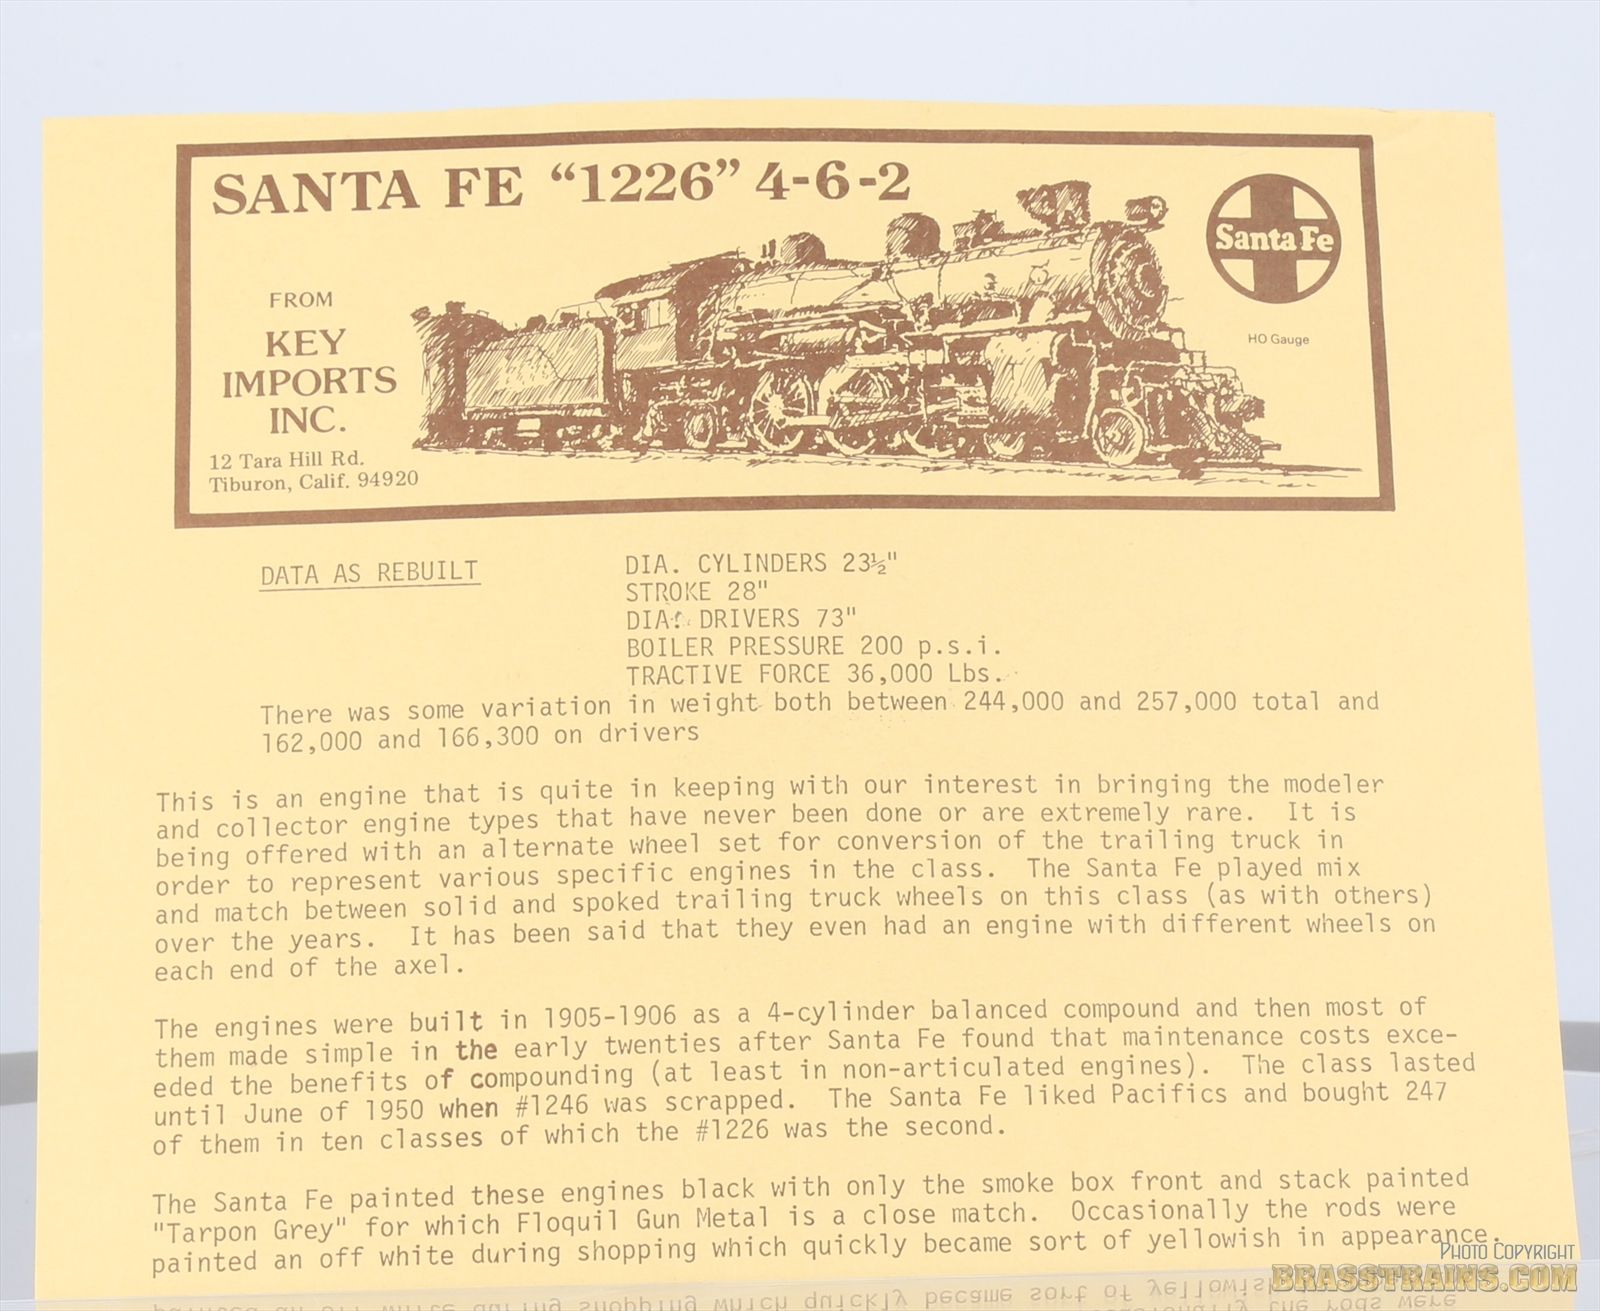 SANTA FE "1226" 4-6-2
Santa Fe
FROM
KEY
IMPORTS
INC.
HO Gauge
12 Tara Hill Rd.
Tiburon, Calif. 94920
DATA AS REBUILT
DIA. CYLINDERS 23½"
STROKE 28"
DIA. DRIVERS 73"
BOILER PRESSURE 200 p.s.i.
TRACTIVE FORCE 36,000 Lbs.
There was some variation in weight both between 244,000 and 257,000 total and
162,000 and 166,300 on drivers
This is an engine that is quite in keeping with our interest in bringing the modeler
and collector engine types that have never been done or are extremely rare. It is
being offered with an alternate wheel set for conversion of the trailing truck in
order to represent various specific engines in the class. The Santa Fe played mix
and match between solid and spoked trailing truck wheels on this class (as with others)
over the years. It has been said that they even had an engine with different wheels on
each end of the axel.
The engines were built in 1905-1906 as a 4-cylinder balanced compound and then most of
them made simple in the early twenties after Santa Fe found that maintenance costs exce-
eded the benefits of compounding (at least in non-articulated engines). The class lasted
until June of 1950 when #1246 was scrapped. The Santa Fe liked Pacifics and bought 247
of them in ten classes of which the #1226 was the second.
The Santa Fe painted these engines black with only the smoke box front and stack painted
"Tarpon Grey" for which Floquil Gun Metal is a close match. Occasionally the rods were
painted an off white during shopping which quickly became sort of yellowish in appearance.
PHOTO COPYRIGHT
BRASSTRAINS.COM